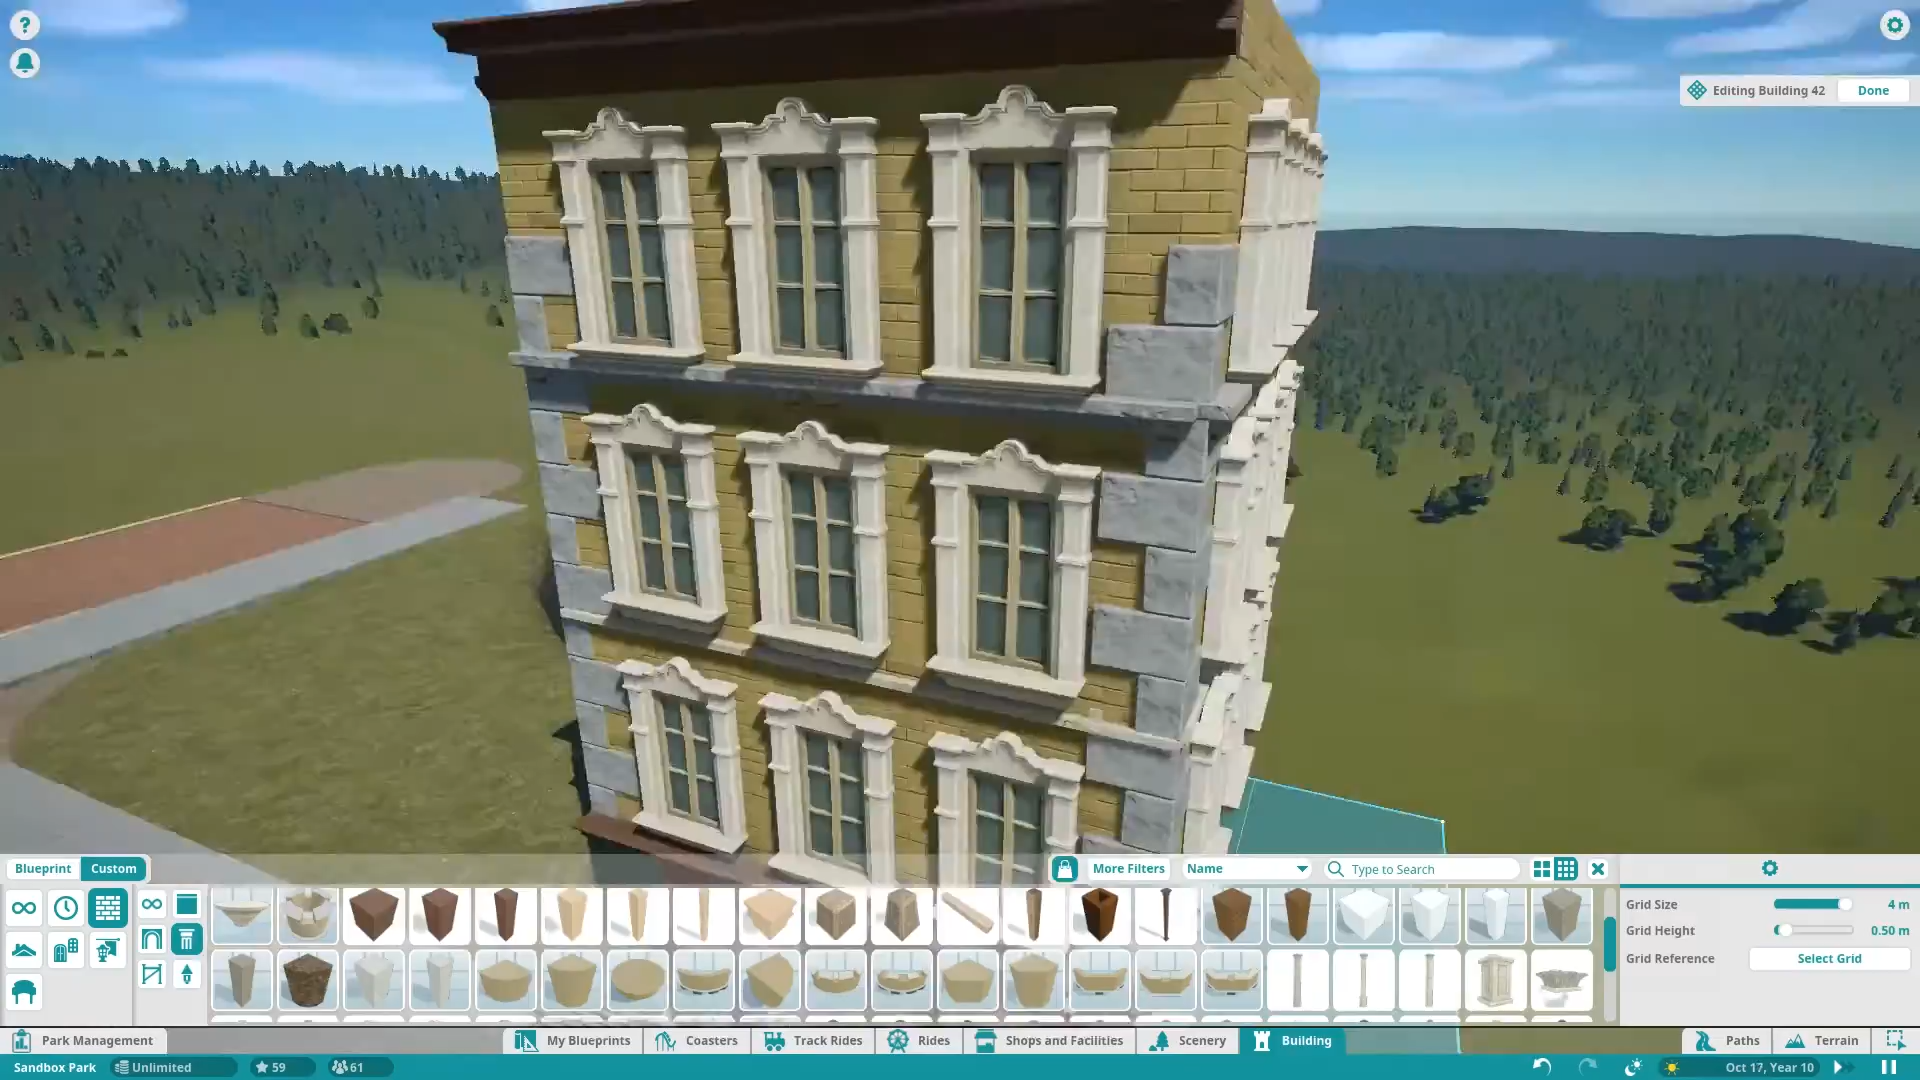 ?
Editing Building 42
Done
Blueprint
Custom
More Filters
Name
Type to Search
Grid Size
4 m
Grid Height
0.50 m
Grid Reference
Select Grid
Park Management
My Blueprints
Coasters
Track Rides
Rides
Shops and Facilities
Scenery
Building
Paths
Terrain
Sandbox Park
Unlimited
59
61
Oct 17, Year 10